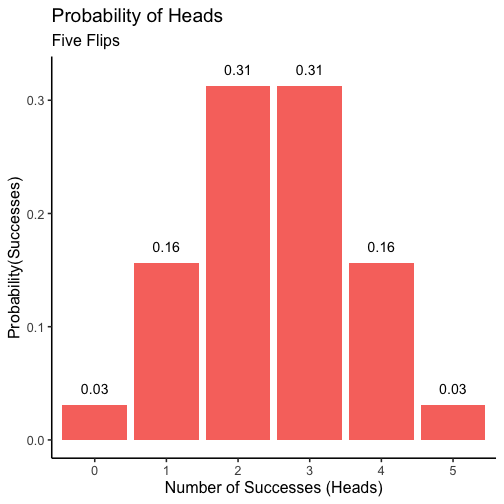 Probability of Heads
Five Flips
Probability(Successes)
0.3
0.2
0.1
0.0
0.03
0.16
0.31
0.31
0.16
0.03
0 1 2 3 4 5
Number of Successes (Heads)